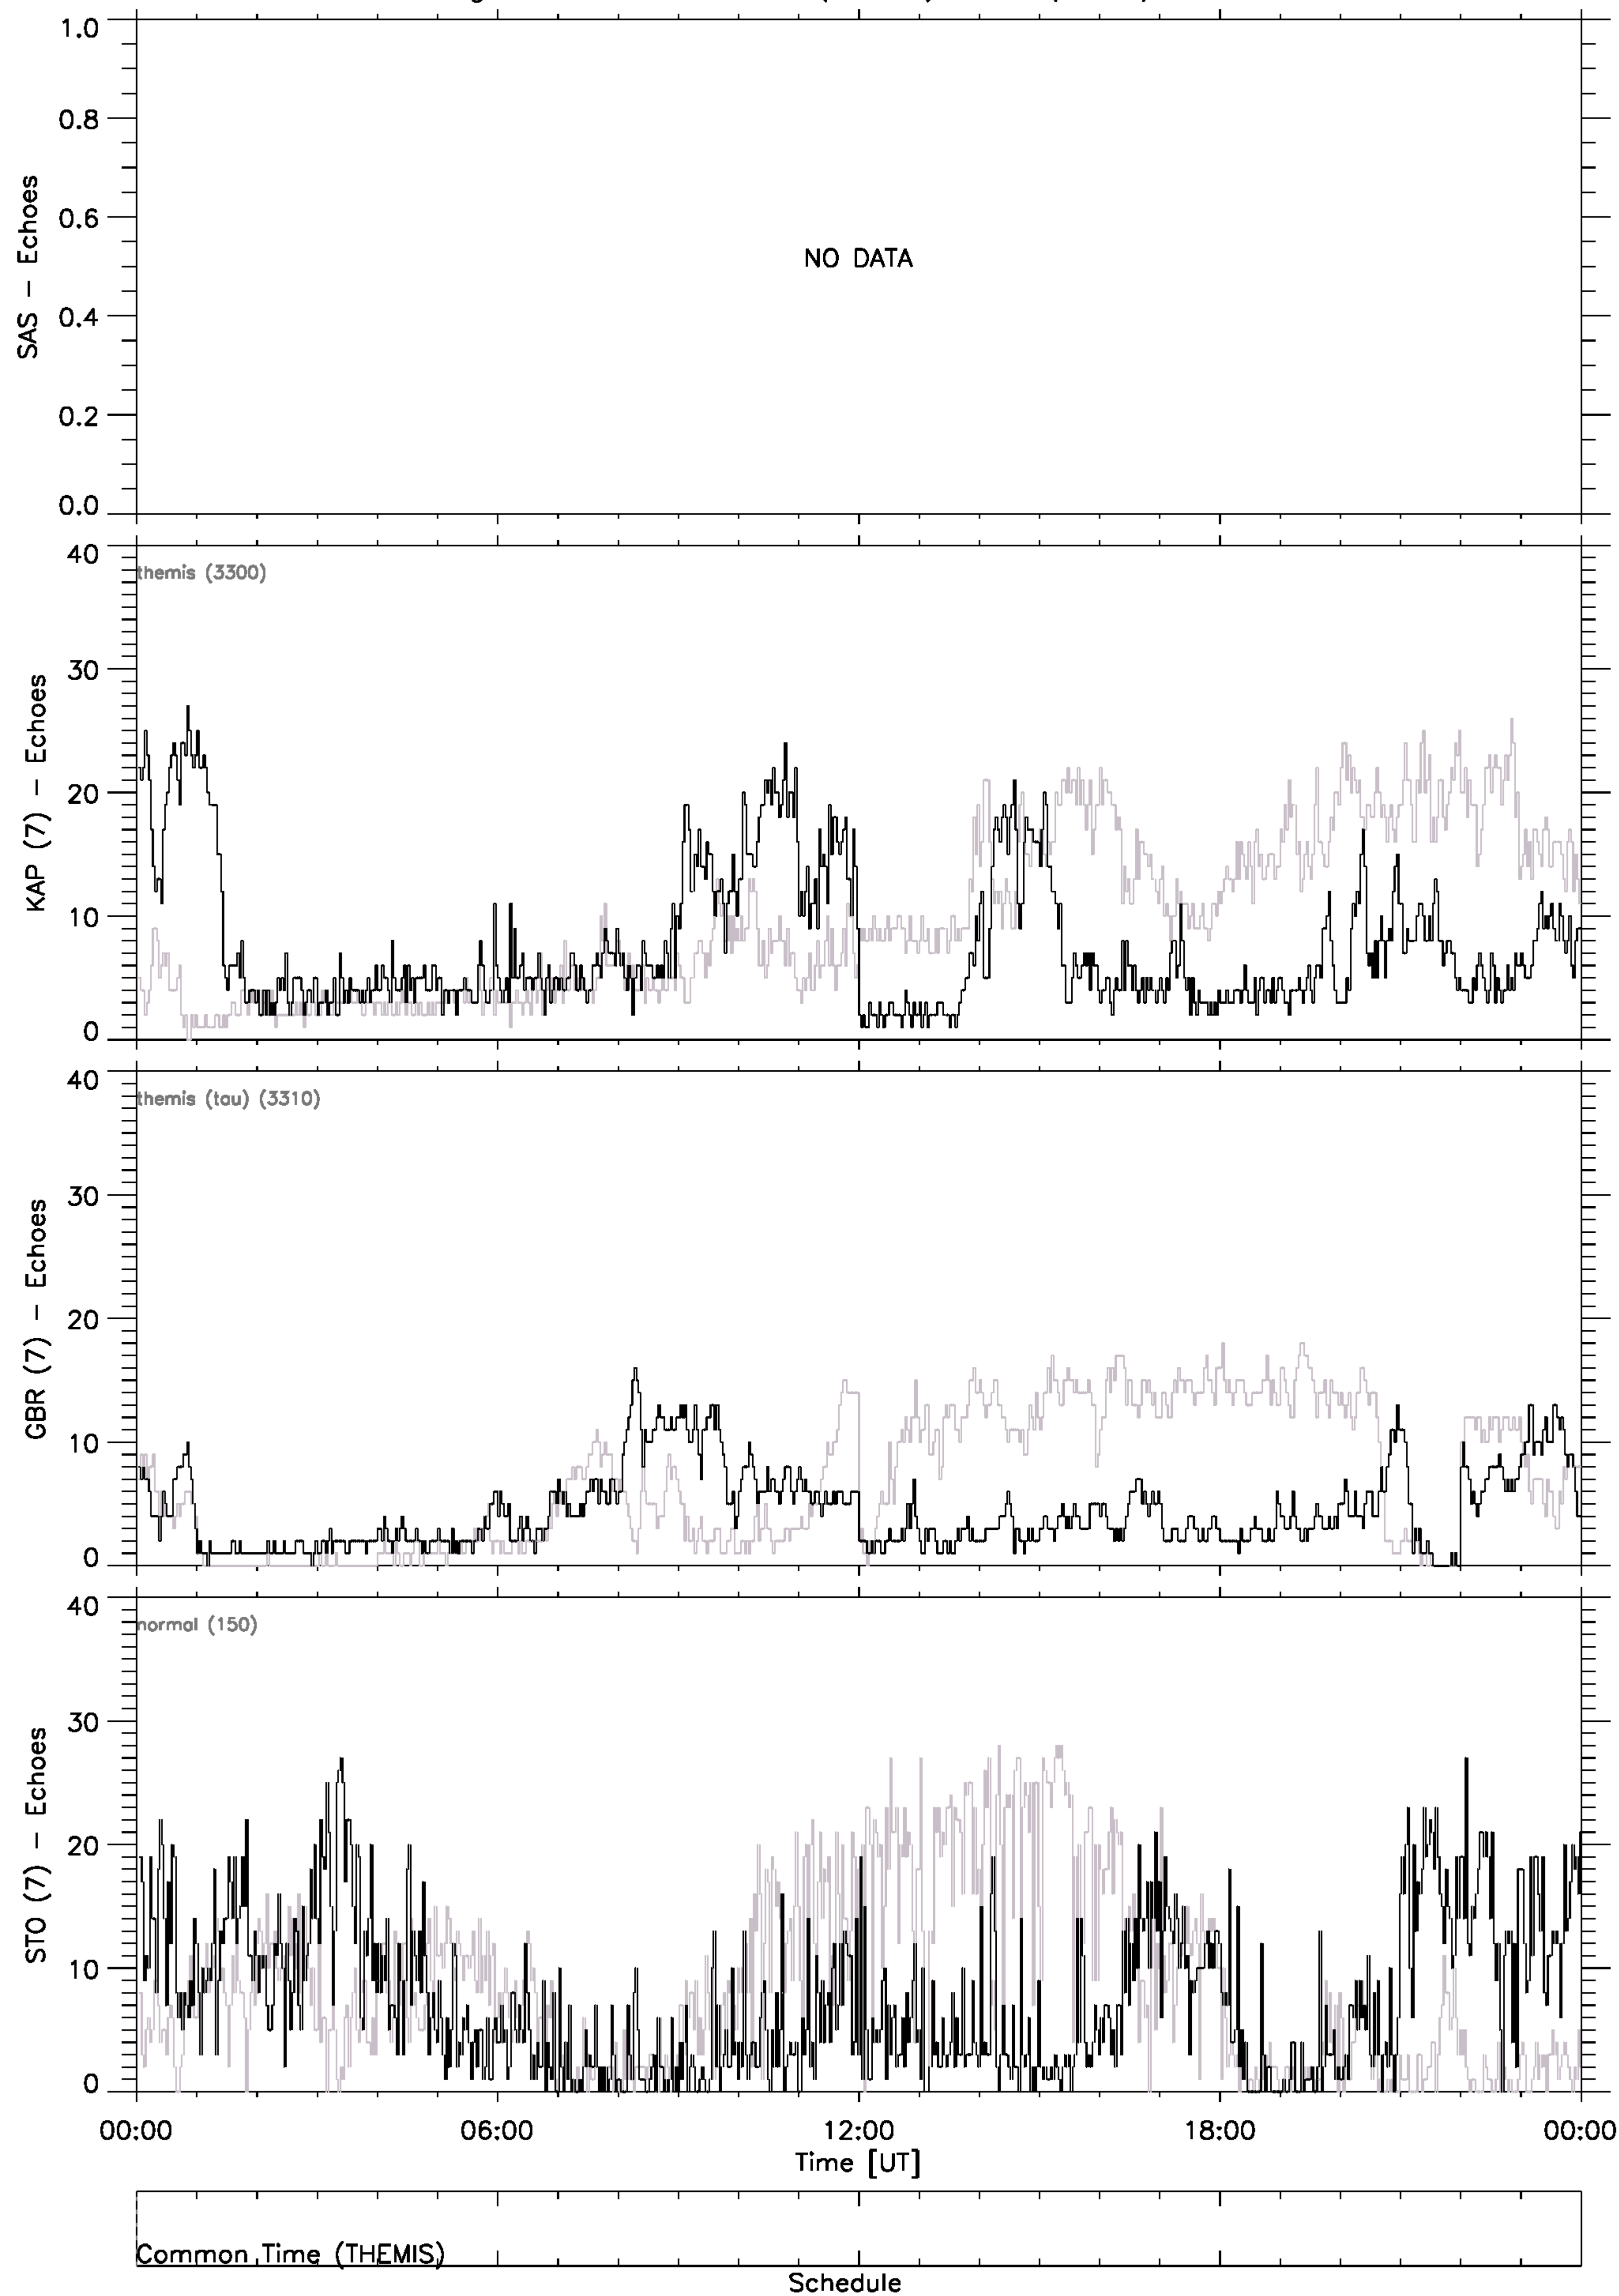 1.0
0.8
0.6
0.4
0.2
0.0
SAS - Echoes
NO DATA
40
30
20
10
0
KAP (7) - Echoes
themis (3300)
40
30
20
10
0
GBR (7) - Echoes
themis (tau) (3310)
40
30
20
10
0
STO (7) - Echoes
normal (150)
00:00 06:00 12:00 18:00 00:00
Time [UT]
Common Time (THEMIS)
Schedule